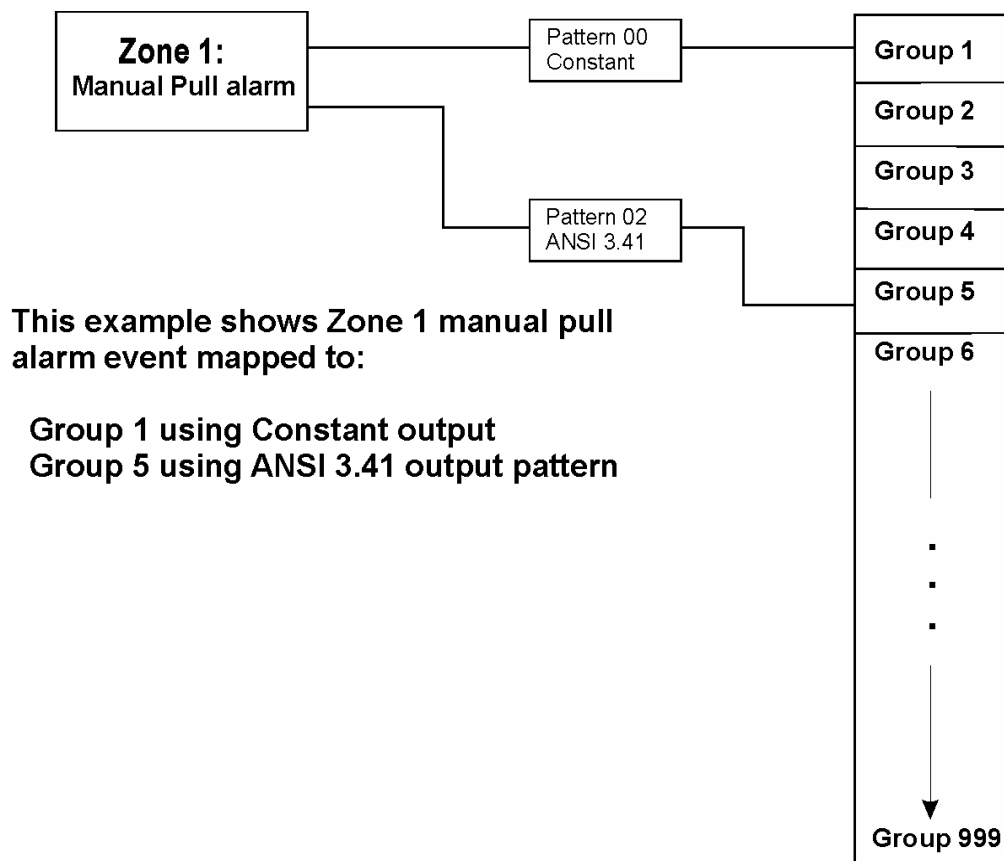 Zone 1:
Manual Pull alarm
Pattern 00
Constant
Pattern 02
ANSI 3.41
Group 1
Group 2
Group 3
Group 4
Group 5
Group 6
Group 999
This example shows Zone 1 manual pull
alarm event mapped to:
Group 1 using Constant output
Group 5 using ANSI 3.41 output pattern